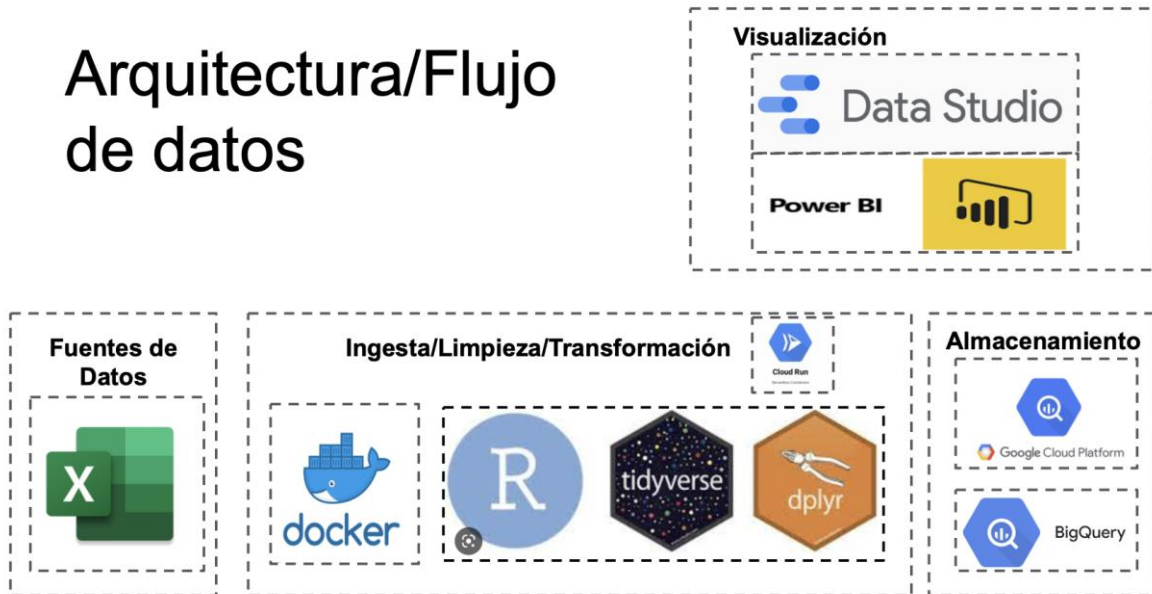 Arquitectura/Flujo
de datos
Visualización
Data Studio
Power BI
Fuentes de
Datos
X
Ingesta/Limpieza/Transformación
Cloud Run
docker
R
tidyverse
dplyr
Almacenamiento
Google Cloud Platform
BigQuery